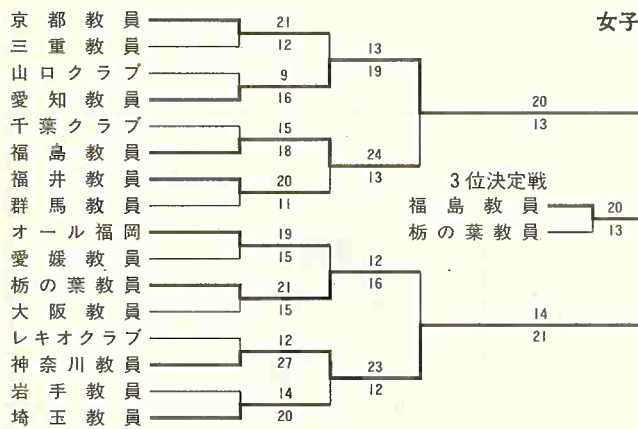 女子
京都教員
21
三重教員
12
13
山口クラブ
9
19
愛知教員
16
20
千葉クラブ
15
13
福島教員
18
24
福井教員
20
13
3位決定戦
群馬教員
11
福島教員
20
栃の葉教員
13
オール福岡
19
愛媛教員
15
12
栃の葉教員
21
16
大阪教員
15
14
レキオクラブ
12
21
神奈川教員
27
23
岩手教員
14
12
埼玉教員
20